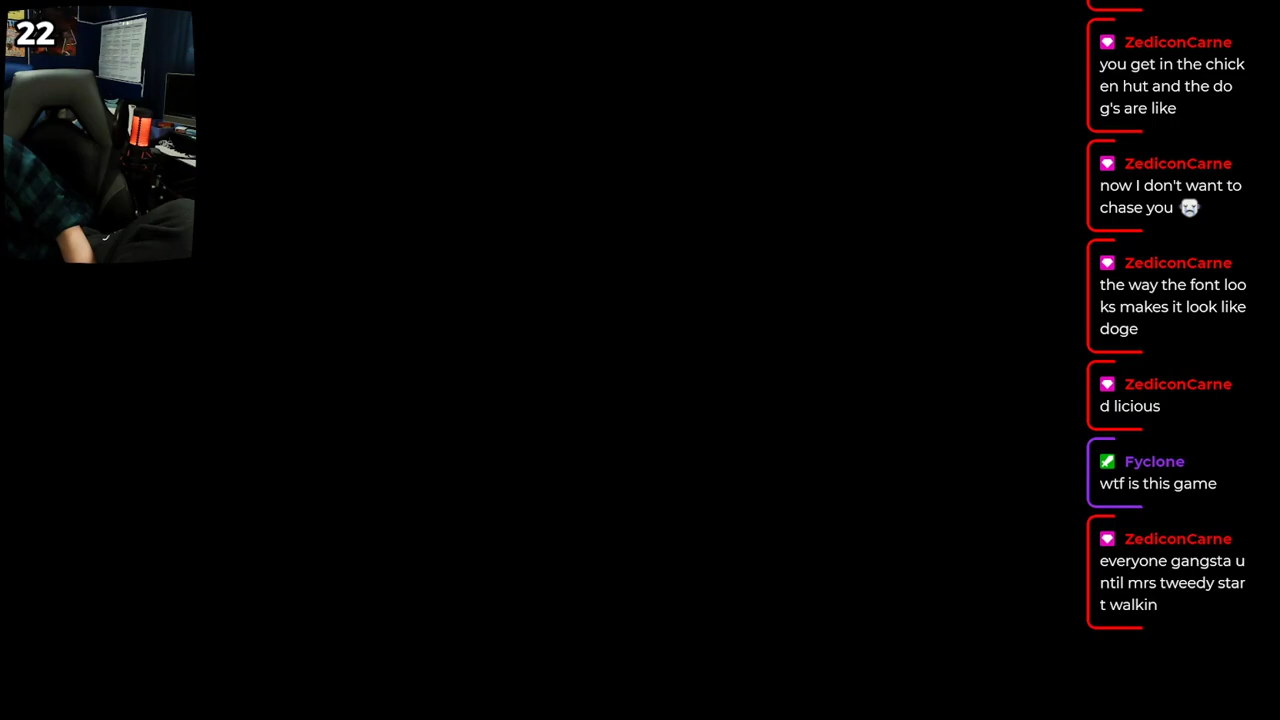 22
ZediconCarne
you get in the chick
en hut and the do
g's are like
ZediconCarne
now I don't want to
chase you
ZediconCarne
the way the font loo
ks makes it look like
doge
ZediconCarne
d licious
Fyclone
wtf is this game
ZediconCarne
everyone gangsta u
ntil mrs tweedy star
t walkin